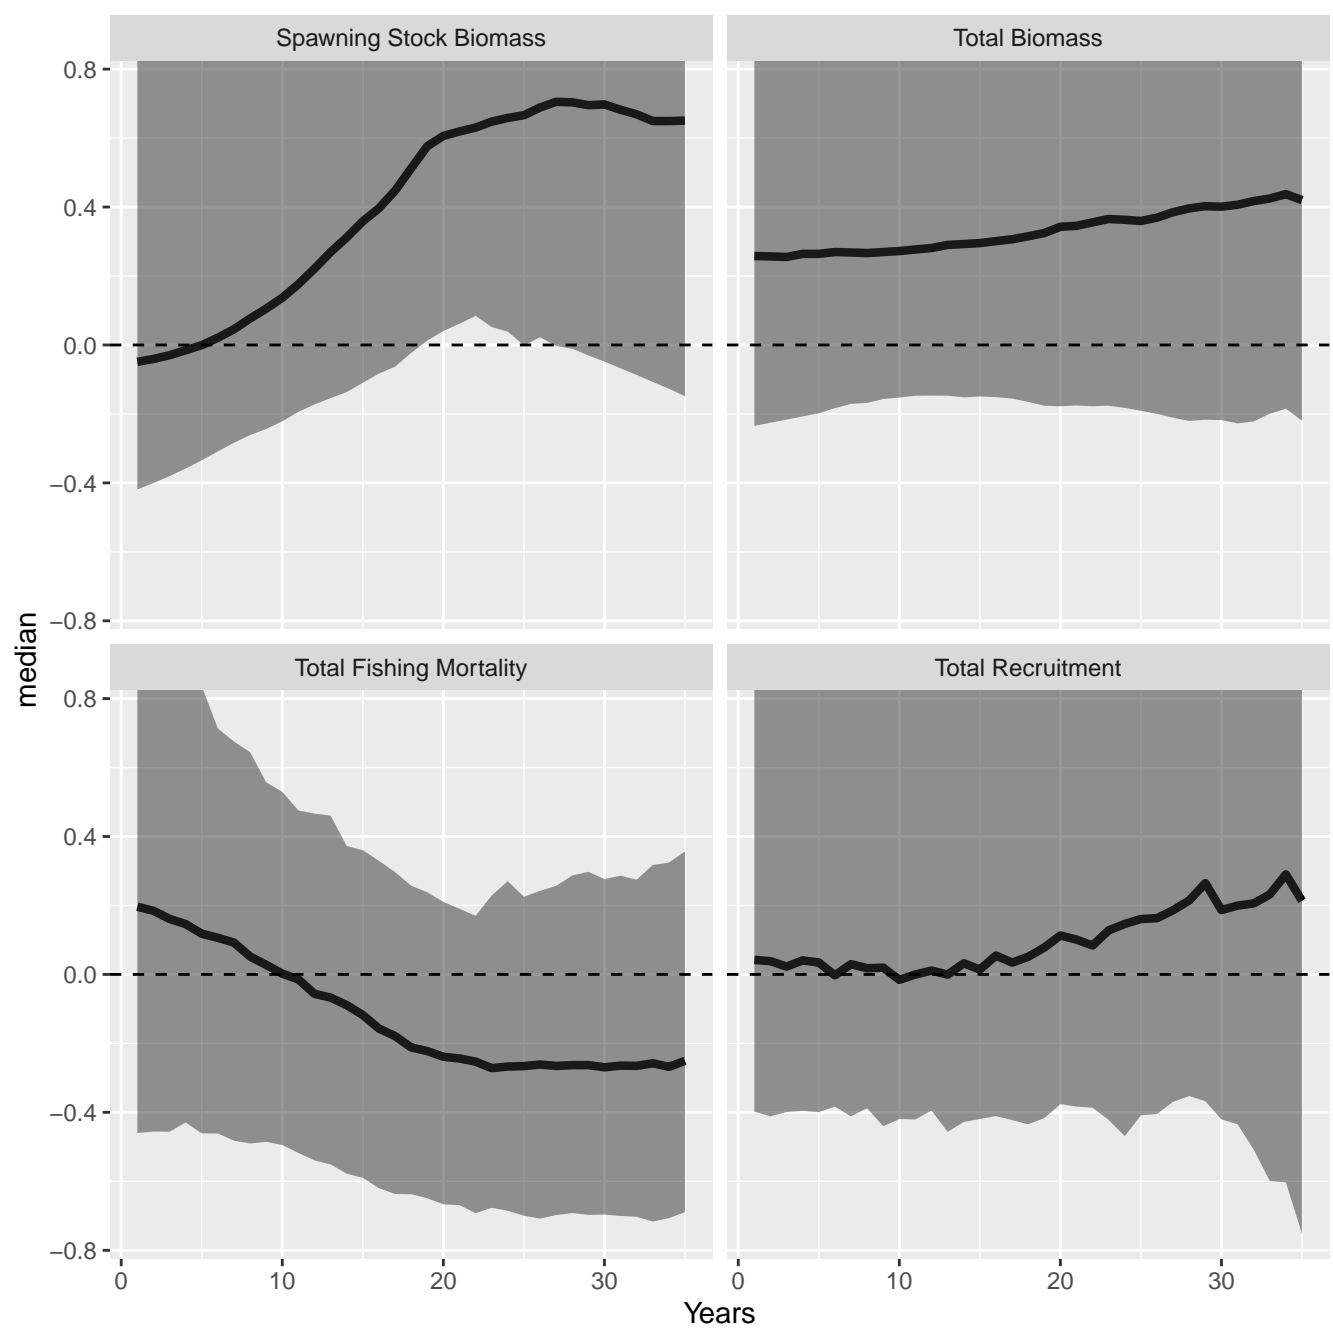 Spawning Stock Biomass
Total Biomass
0.8
0.4
0.0
−0.4
−0.8
Total Fishing Mortality
Total Recruitment
0.8
0.4
0.0
−0.4
−0.8
median
0 10 20 30
0 10 20 30
Years